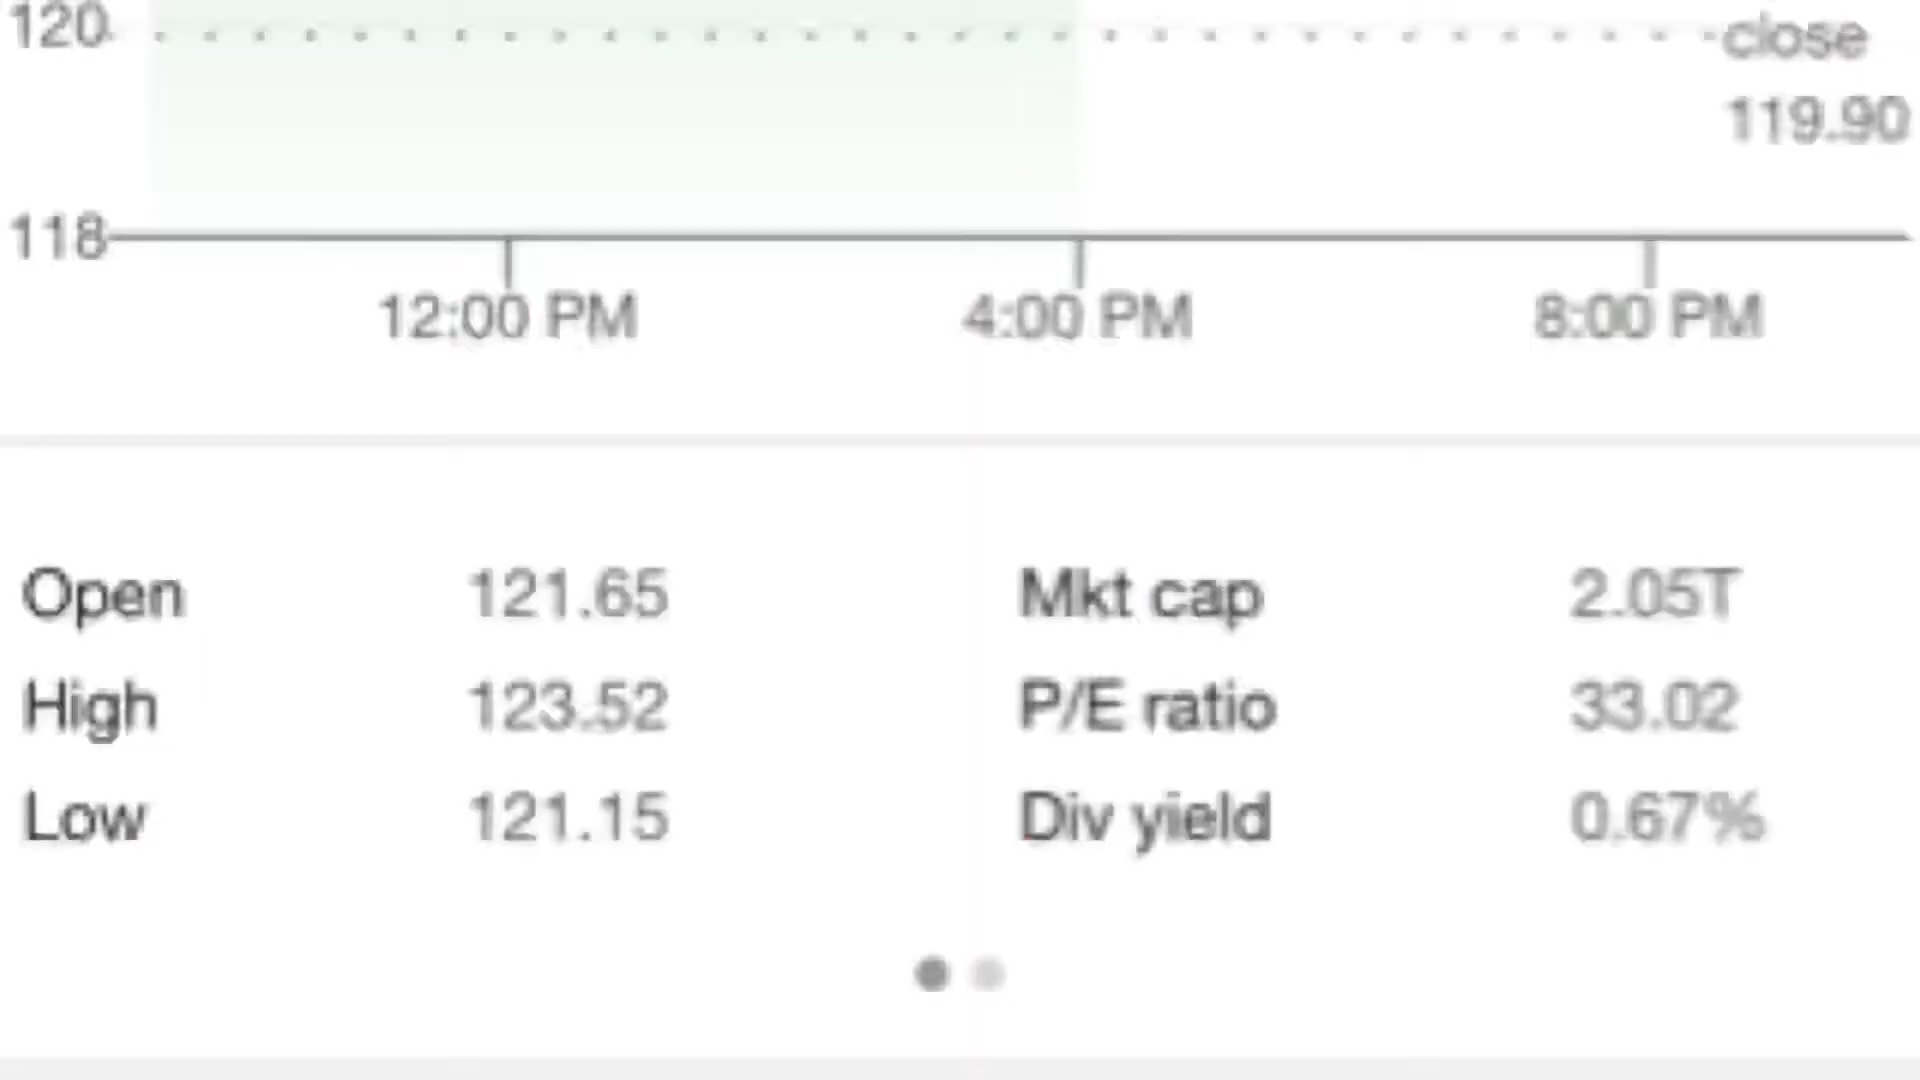 120
close
119.90
118
12:00 PM 4:00 PM 8:00 PM
Open 121.65 Mkt cap 2.05T
High 123.52 P/E ratio 33.02
Low 121.15 Div yield 0.67%